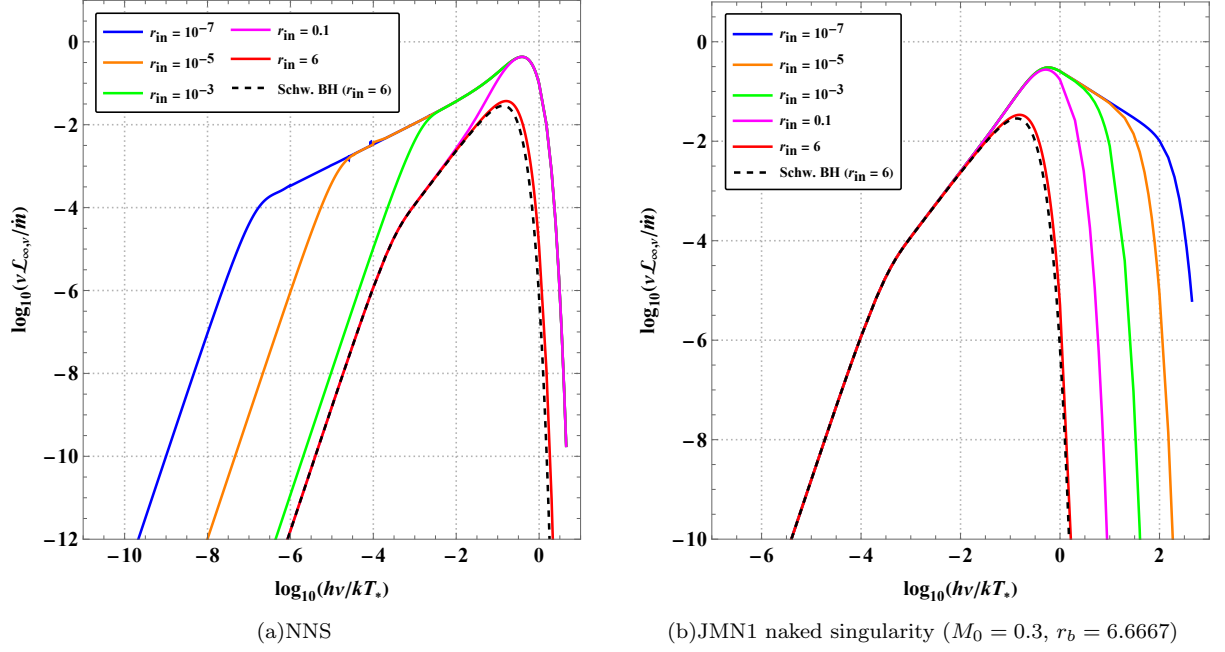 0
−2
−4
−6
−8
−10
−12
−10
−8
−6
−4
−2
0
log₁₀(νℒ∞,ν/ṁ)
log₁₀(hν/kT*)
r_in = 10⁻⁷
r_in = 10⁻⁵
r_in = 10⁻³
r_in = 0.1
r_in = 6
Schw. BH (r_in = 6)
(a)NNS
0
−2
−4
−6
−8
−10
−6
−4
−2
0
2
log₁₀(νℒ∞,ν/ṁ)
log₁₀(hν/kT*)
r_in = 10⁻⁷
r_in = 10⁻⁵
r_in = 10⁻³
r_in = 0.1
r_in = 6
Schw. BH (r_in = 6)
(b)JMN1 naked singularity (M₀ = 0.3, r_b = 6.6667)